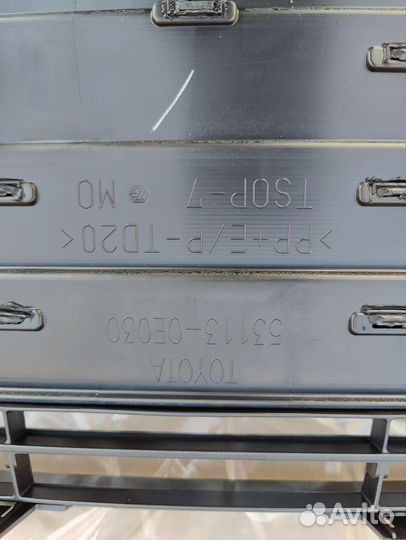 TOYOTA
53113-0E030
>PP+E/P-TD20<
TSOP-7 MO
Avito